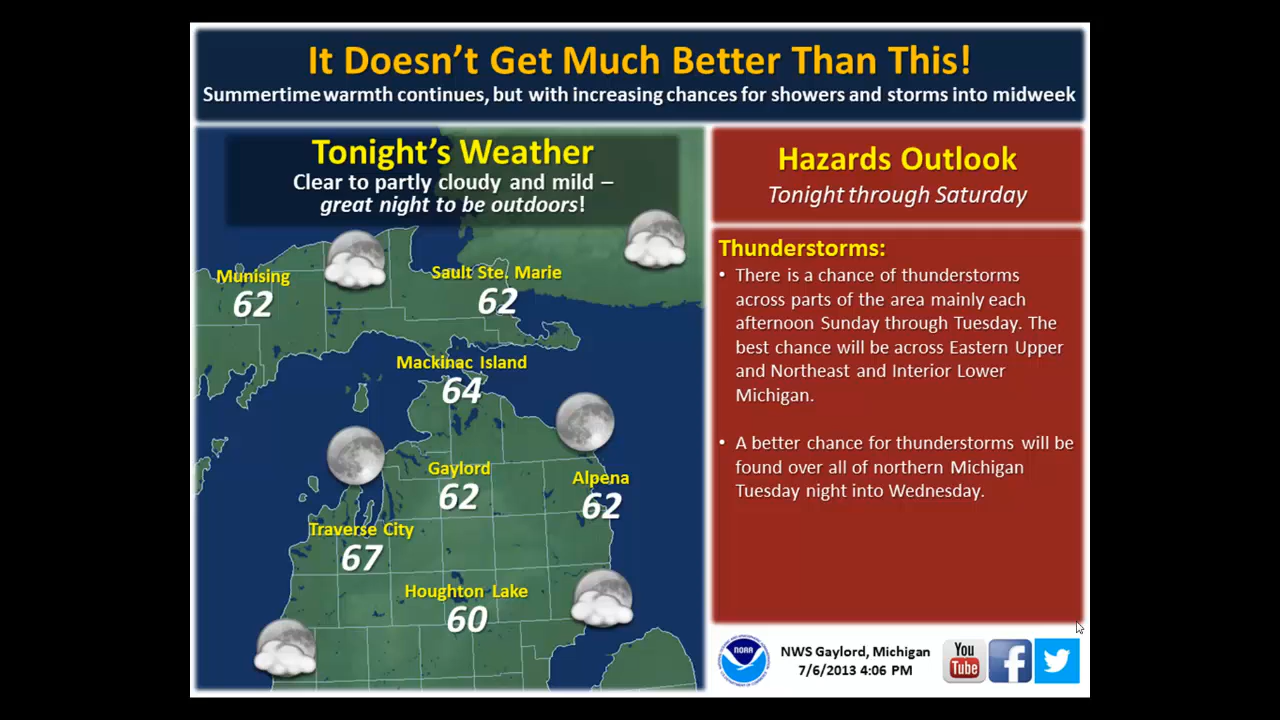 It Doesn't Get Much Better Than This!
Summertime warmth continues, but with increasing chances for showers and storms into midweek
Tonight's Weather
Clear to partly cloudy and mild –
great night to be outdoors!
Munising
62
Sault Ste. Marie
62
Mackinac Island
64
Gaylord
62
Alpena
62
Traverse City
67
Houghton Lake
60
Hazards Outlook
Tonight through Saturday
Thunderstorms:
• There is a chance of thunderstorms
across parts of the area mainly each
afternoon Sunday through Tuesday. The
best chance will be across Eastern Upper
and Northeast and Interior Lower
Michigan.
• A better chance for thunderstorms will be
found over all of northern Michigan
Tuesday night into Wednesday.
NOAA
NWS Gaylord, Michigan
7/6/2013 4:06 PM
You
Tube
f